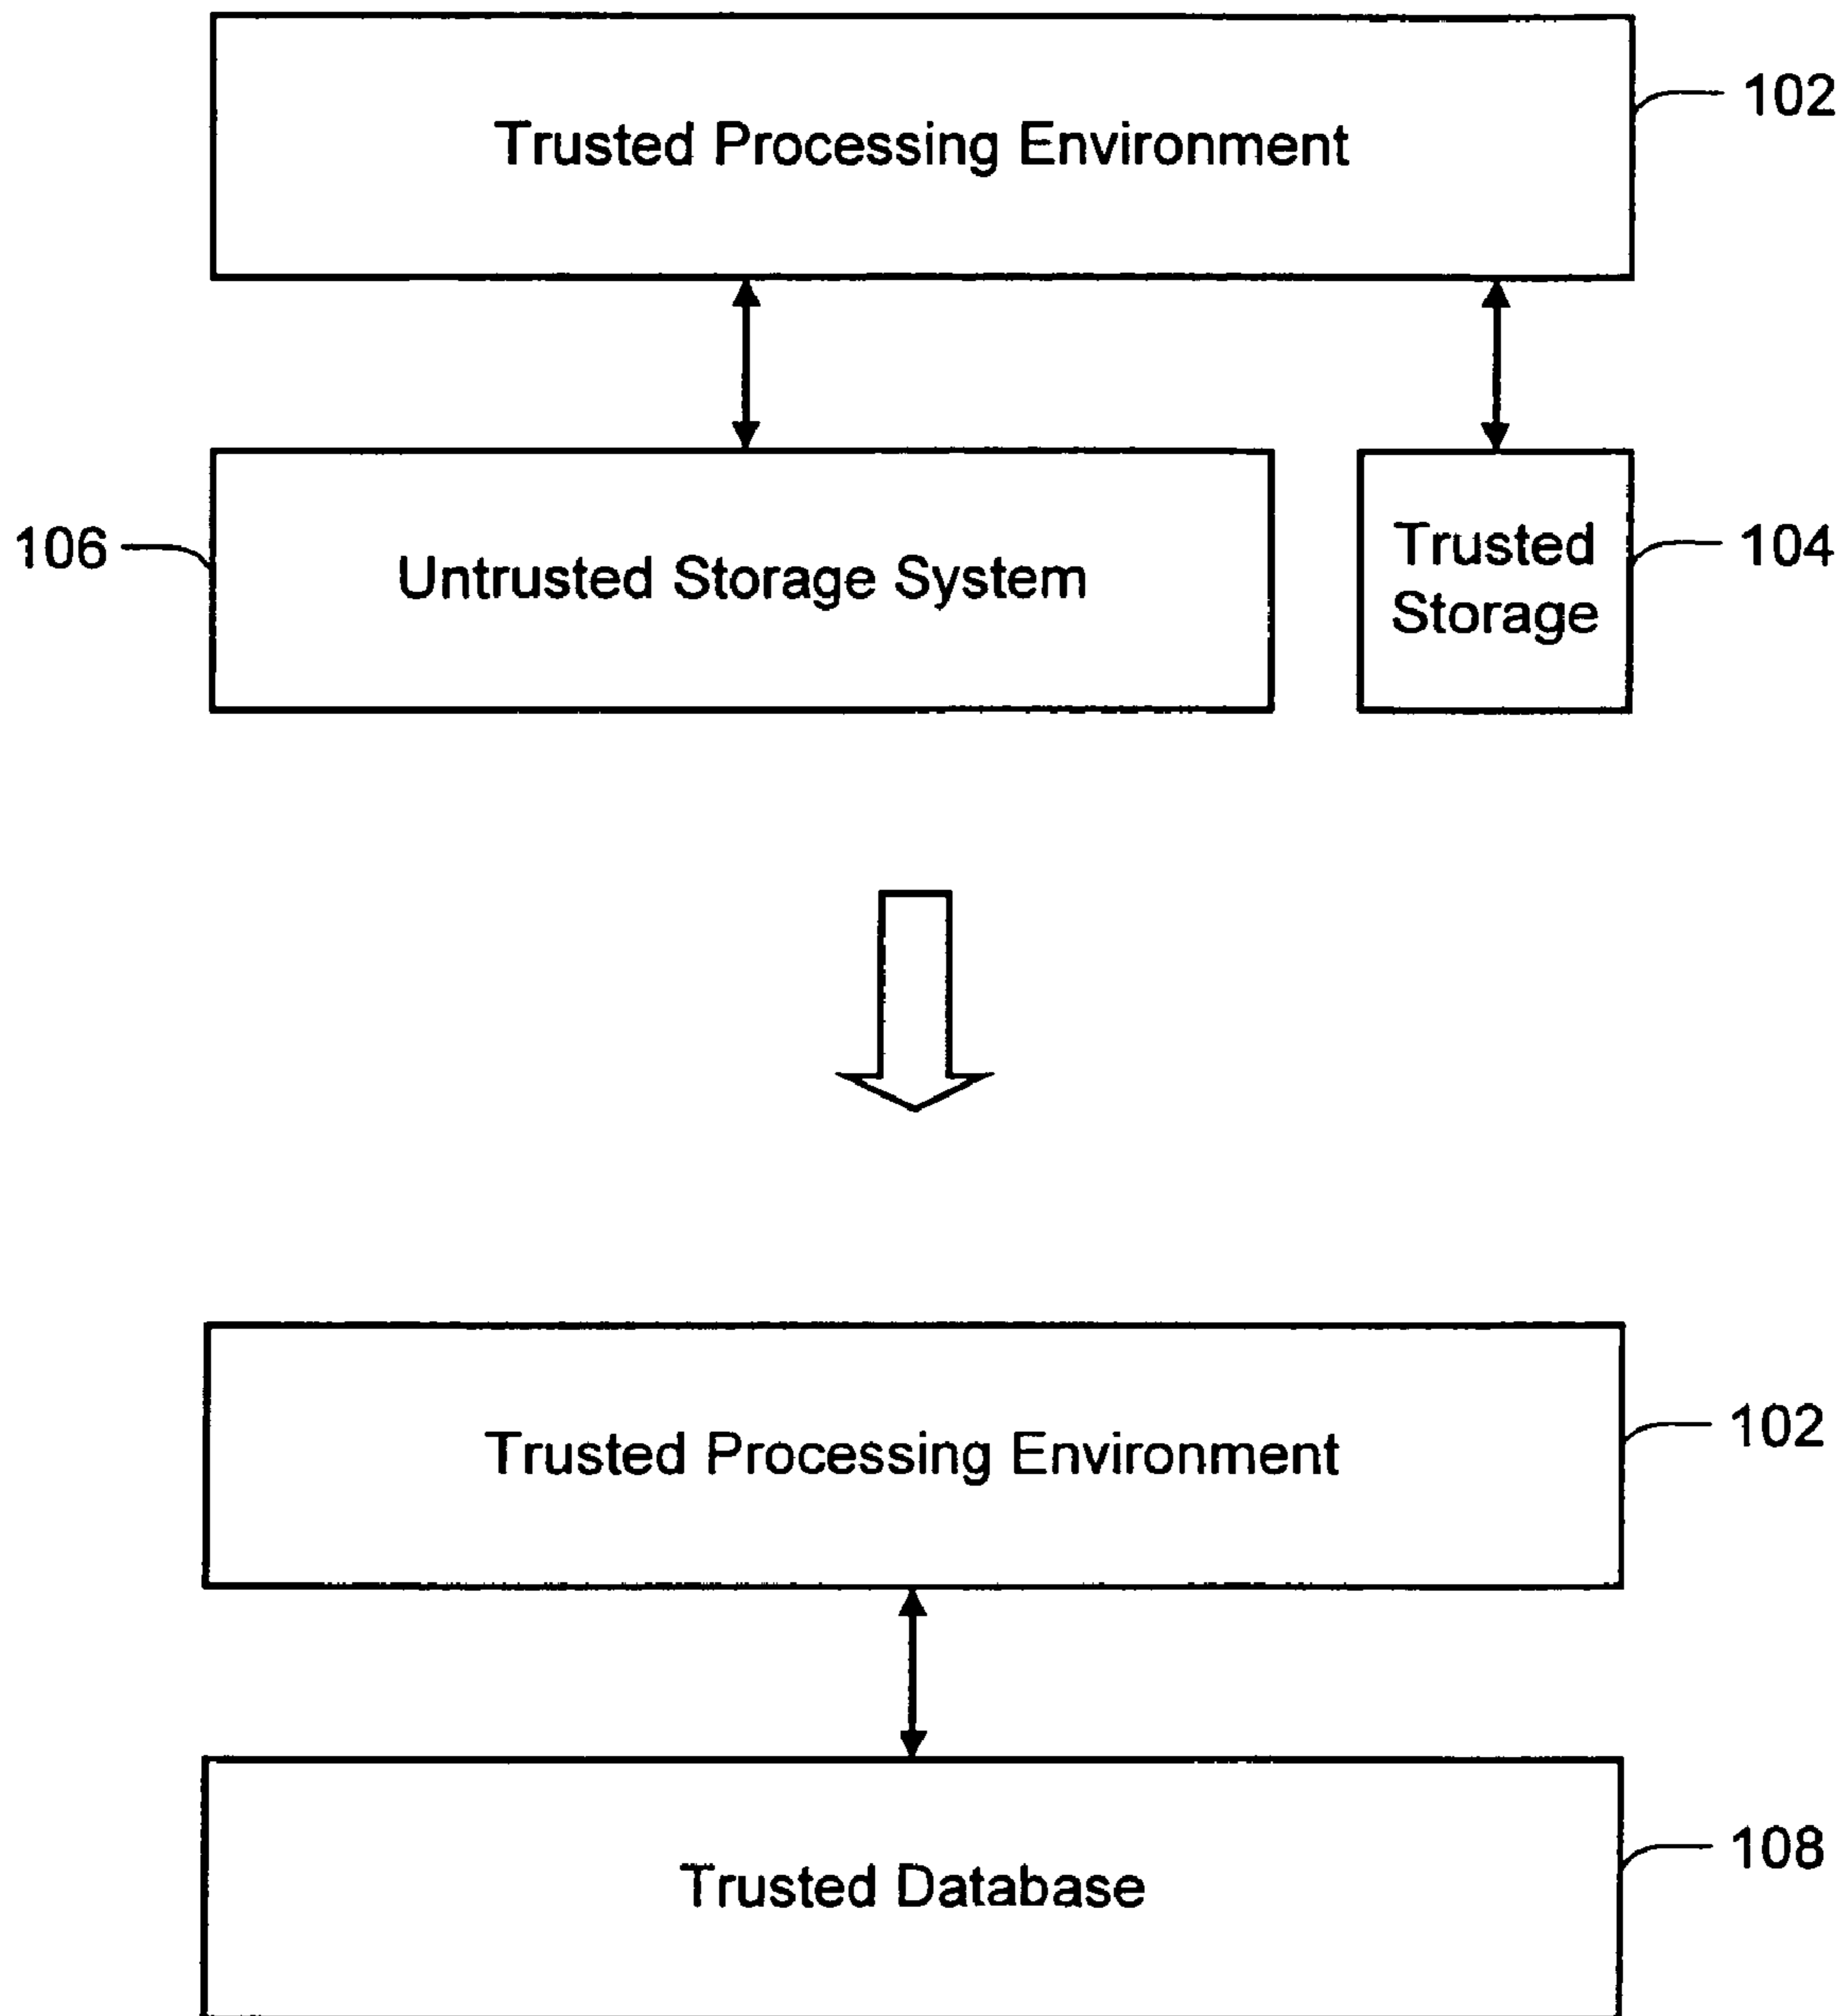 Trusted Processing Environment
102
106
Untrusted Storage System
Trusted
Storage
104
Trusted Processing Environment
102
Trusted Database
108